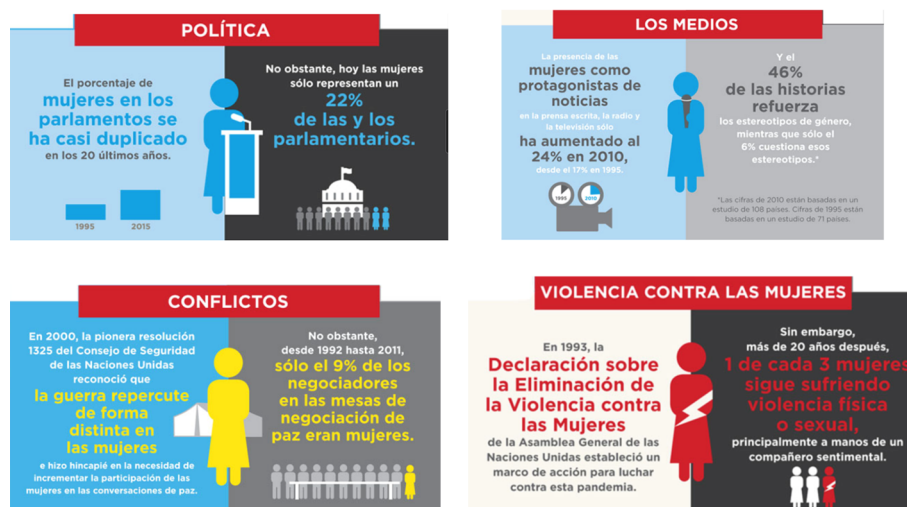 POLÍTICA
El porcentaje de
mujeres en los
parlamentos se
ha casi duplicado
en los 20 últimos años.
1995
2015
No obstante, hoy las mujeres
sólo representan un
22%
de las y los
parlamentarios.
LOS MEDIOS
La presencia de las
mujeres como
protagonistas de
noticias
en la prensa escrita, la radio y
la televisión sólo
ha aumentado al
24% en 2010,
desde el 17% en 1995.
1995
2010
Y el
46%
de las historias
refuerza
los estereotipos de género,
mientras que sólo el
6% cuestiona esos
estereotipos.*
*Las cifras de 2010 están basadas en un
estudio de 108 países. Cifras de 1995 están
basadas en un estudio de 71 países.
CONFLICTOS
En 2000, la pionera resolución
1325 del Consejo de Seguridad
de las Naciones Unidas
reconoció que
la guerra repercute
de forma
distinta en
las mujeres
e hizo hincapié en la necesidad de
incrementar la participación de las
mujeres en las conversaciones de paz.
No obstante,
desde 1992 hasta 2011,
sólo el 9% de los
negociadores
en las mesas de
negociación de
paz eran mujeres.
VIOLENCIA CONTRA LAS MUJERES
En 1993, la
Declaración sobre
la Eliminación de
la Violencia contra
las Mujeres
de la Asamblea General de las
Naciones Unidas estableció un
marco de acción para luchar
contra esta pandemia.
Sin embargo,
más de 20 años después,
1 de cada 3 mujeres
sigue sufriendo
violencia física
o sexual,
principalmente a manos de un
compañero sentimental.